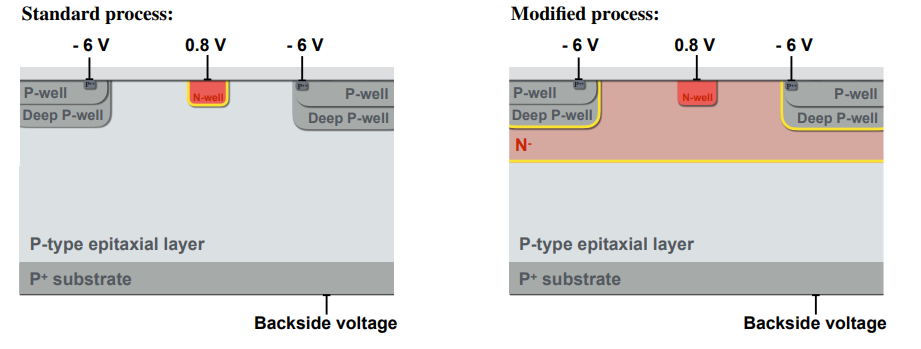 Standard process:
Modified process:
- 6 V
0.8 V
- 6 V
- 6 V
0.8 V
- 6 V
P-well
N-well
P-well
P-well
N-well
P-well
Deep P-well
Deep P-well
Deep P-well
Deep P-well
N-
P-type epitaxial layer
P-type epitaxial layer
P+ substrate
P+ substrate
Backside voltage
Backside voltage